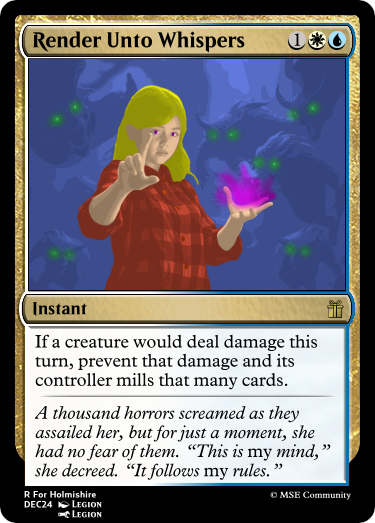 Render Unto Whispers 1
Instant
If a creature would deal damage this
turn, prevent that damage and its
controller mills that many cards.
A thousand horrors screamed as they
assailed her, but for just a moment, she
had no fear of them. “This is my mind,”
she decreed. “It follows my rules.”
R For Holmishire
DEC24 Legion
Legion
© MSE Community